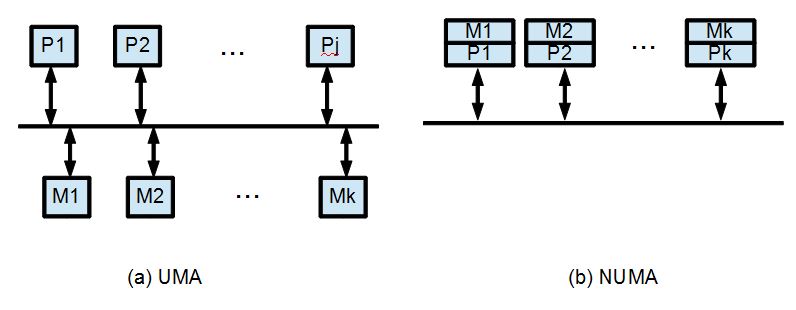 P1 P2 ... Pj
M1 M2 ... Mk
(a) UMA
M1 M2 ... Mk
P1 P2 Pk
(b) NUMA